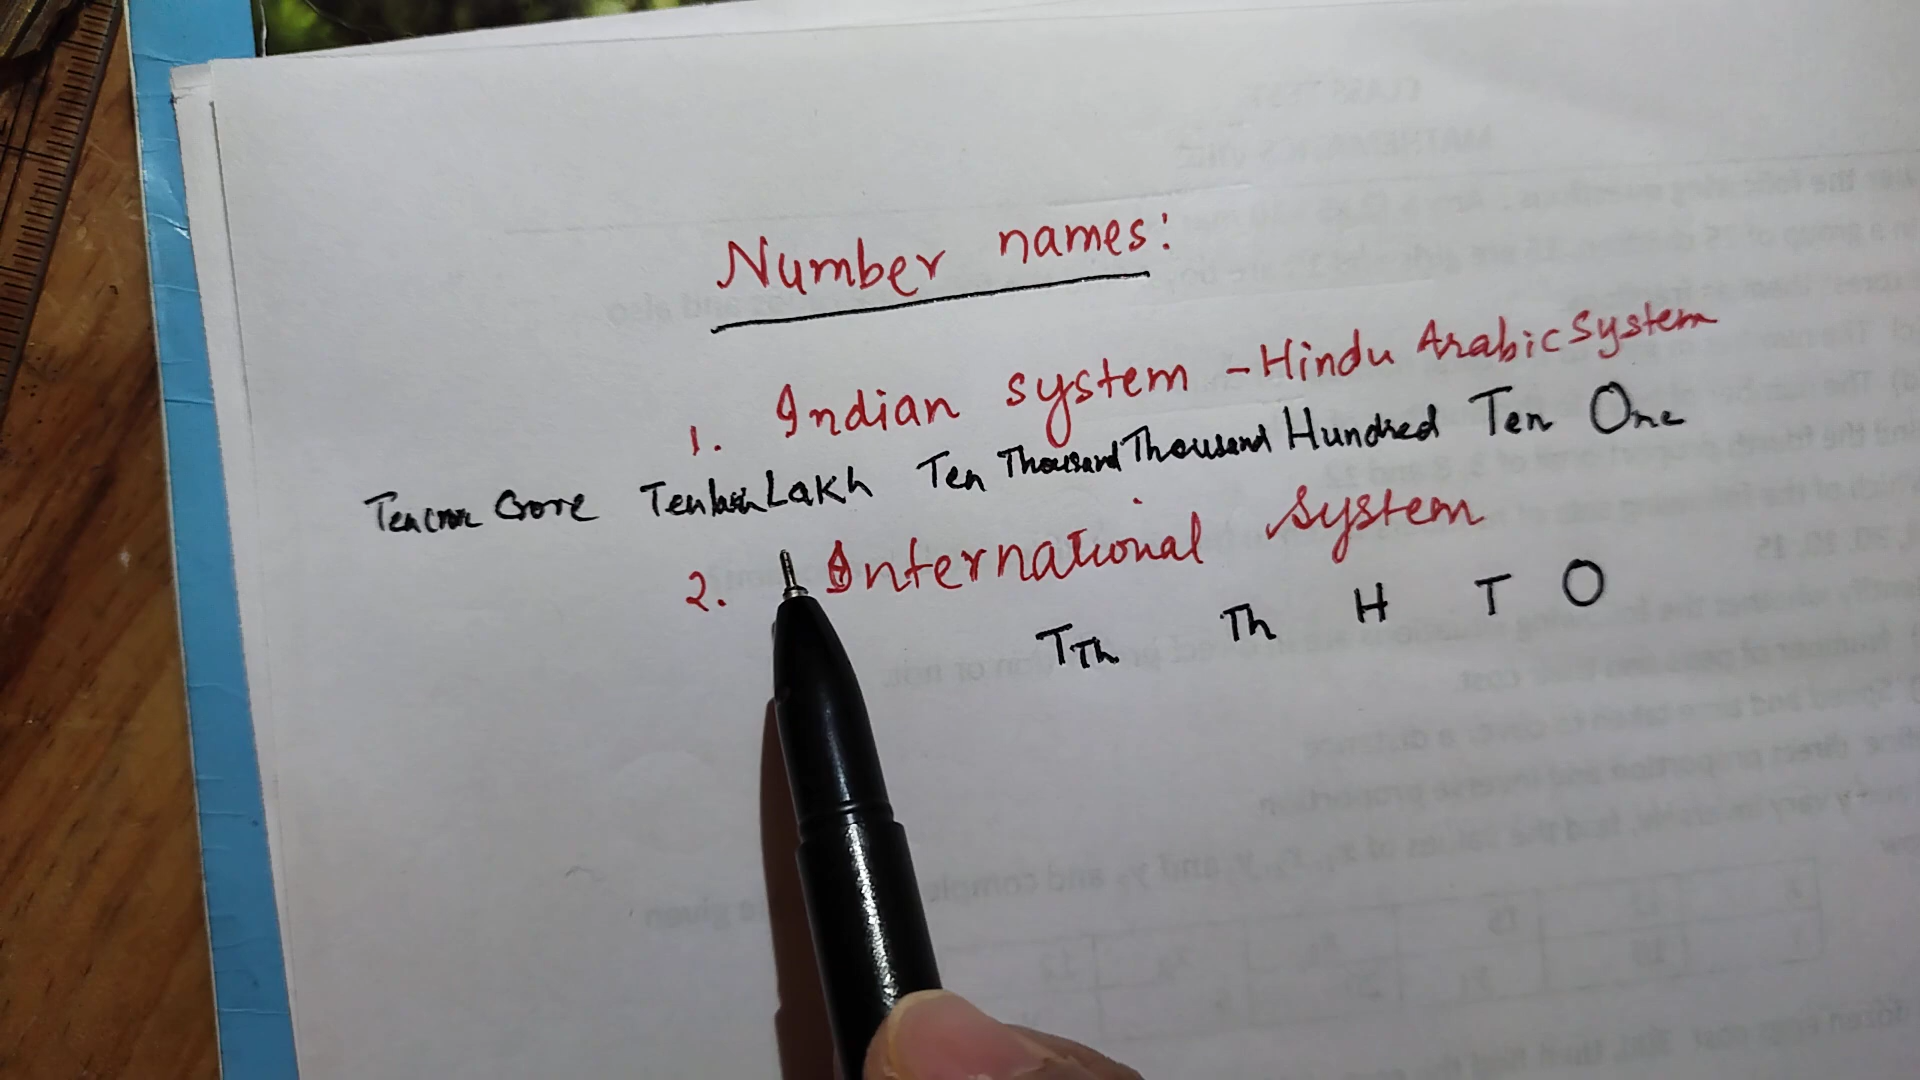 Number names:
1. Indian system - Hindu Arabic System
Ten crore Crore Ten lakh Lakh Ten Thousand Thousand Hundred Ten One
2. International System
TTh Th H T O